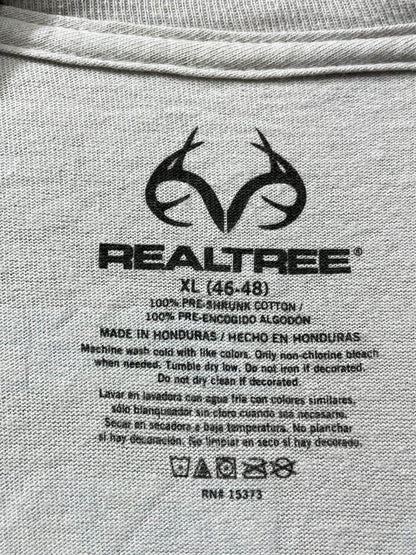 REALTREE®
XL (46-48)
100% PRE-SHRUNK COTTON /
100% PRE-ENCOGIDO ALGODÓN
MADE IN HONDURAS / HECHO EN HONDURAS
Machine wash cold with like colors. Only non-chlorine bleach
when needed. Tumble dry low. Do not iron if decorated.
Do not dry clean if decorated.
Lavar en lavadora con agua fría con colores similares,
sólo blanqueador sin cloro cuando sea necesario.
Secar en secadora a baja temperatura. No planchar
si hay decoración. No limpiar en seco si hay decorado.
RN# 15373